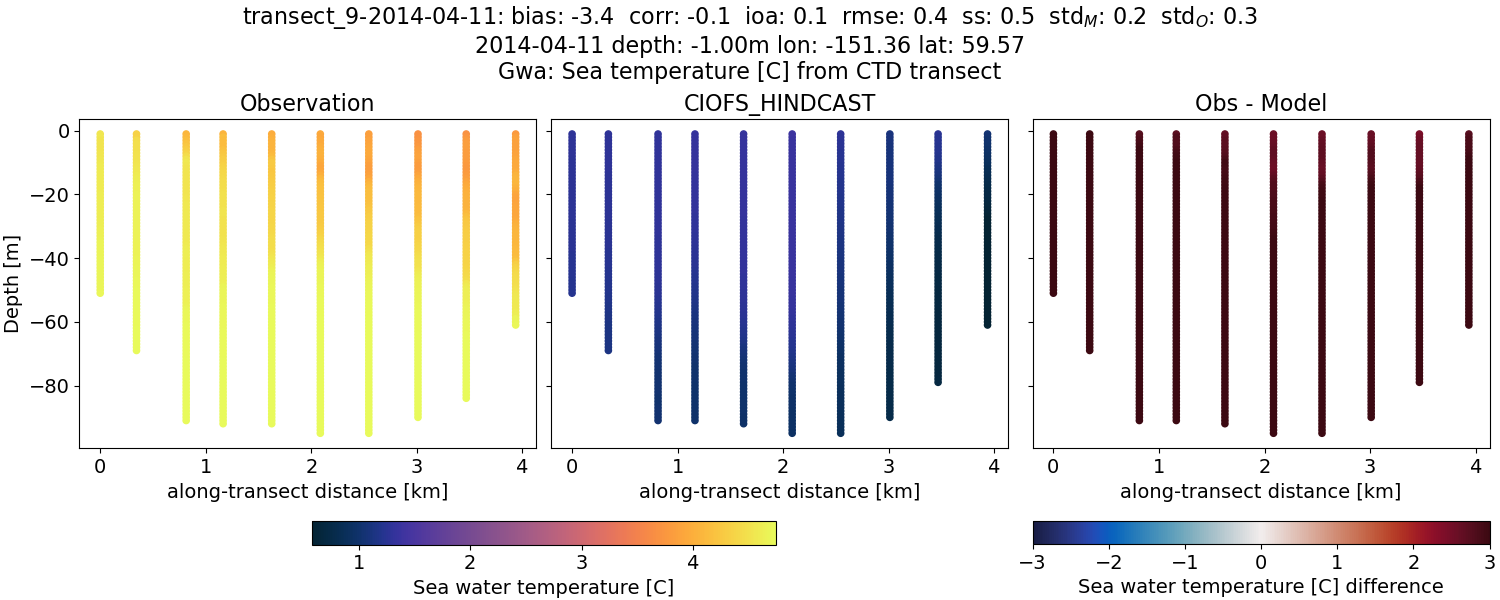 transect_9-2014-04-11: bias: -3.4  corr: -0.1  ioa: 0.1  rmse: 0.4  ss: 0.5  std_M: 0.2  std_O: 0.3
2014-04-11 depth: -1.00m lon: -151.36 lat: 59.57
Gwa: Sea temperature [C] from CTD transect
Observation
CIOFS_HINDCAST
Obs - Model
Depth [m]
0
−20
−40
−60
−80
0 1 2 3 4
along-transect distance [km]
0 1 2 3 4
along-transect distance [km]
0 1 2 3 4
along-transect distance [km]
1 2 3 4
Sea water temperature [C]
−3 −2 −1 0 1 2 3
Sea water temperature [C] difference